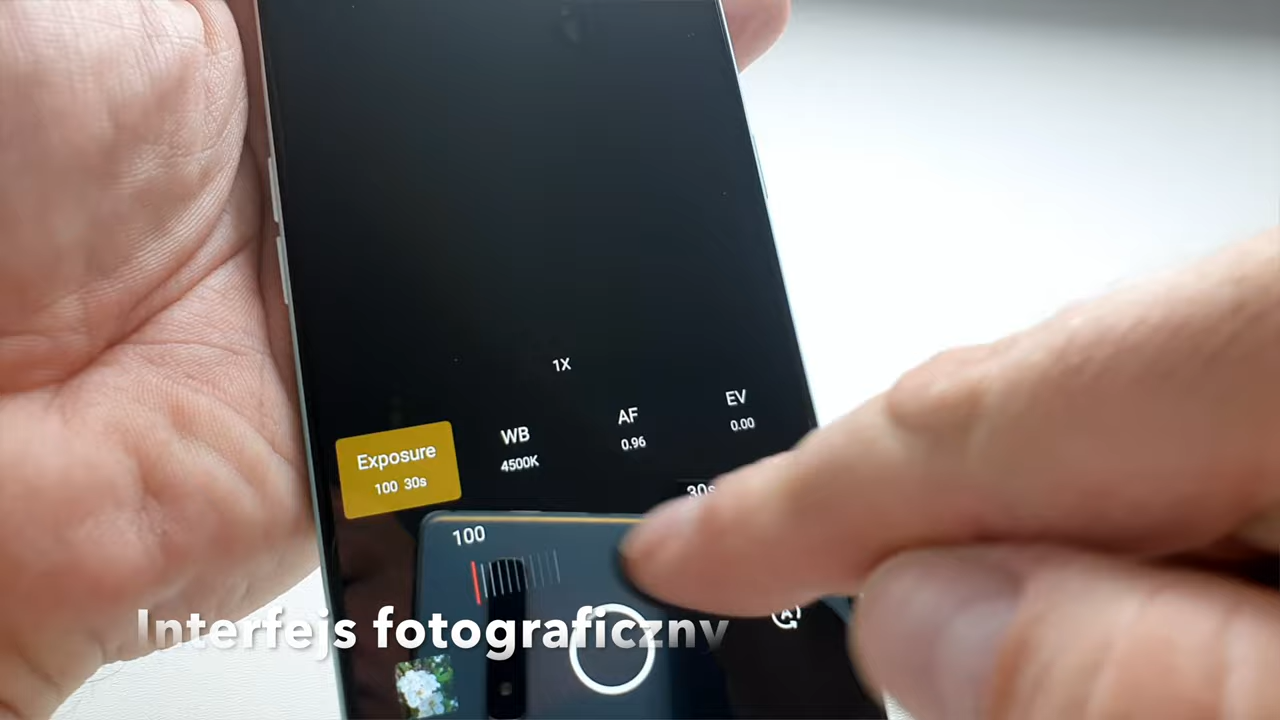 1X
Exposure
100 30s
WB
4500K
AF
0.96
EV
0.00
30s
100
Interfejs fotograficzny